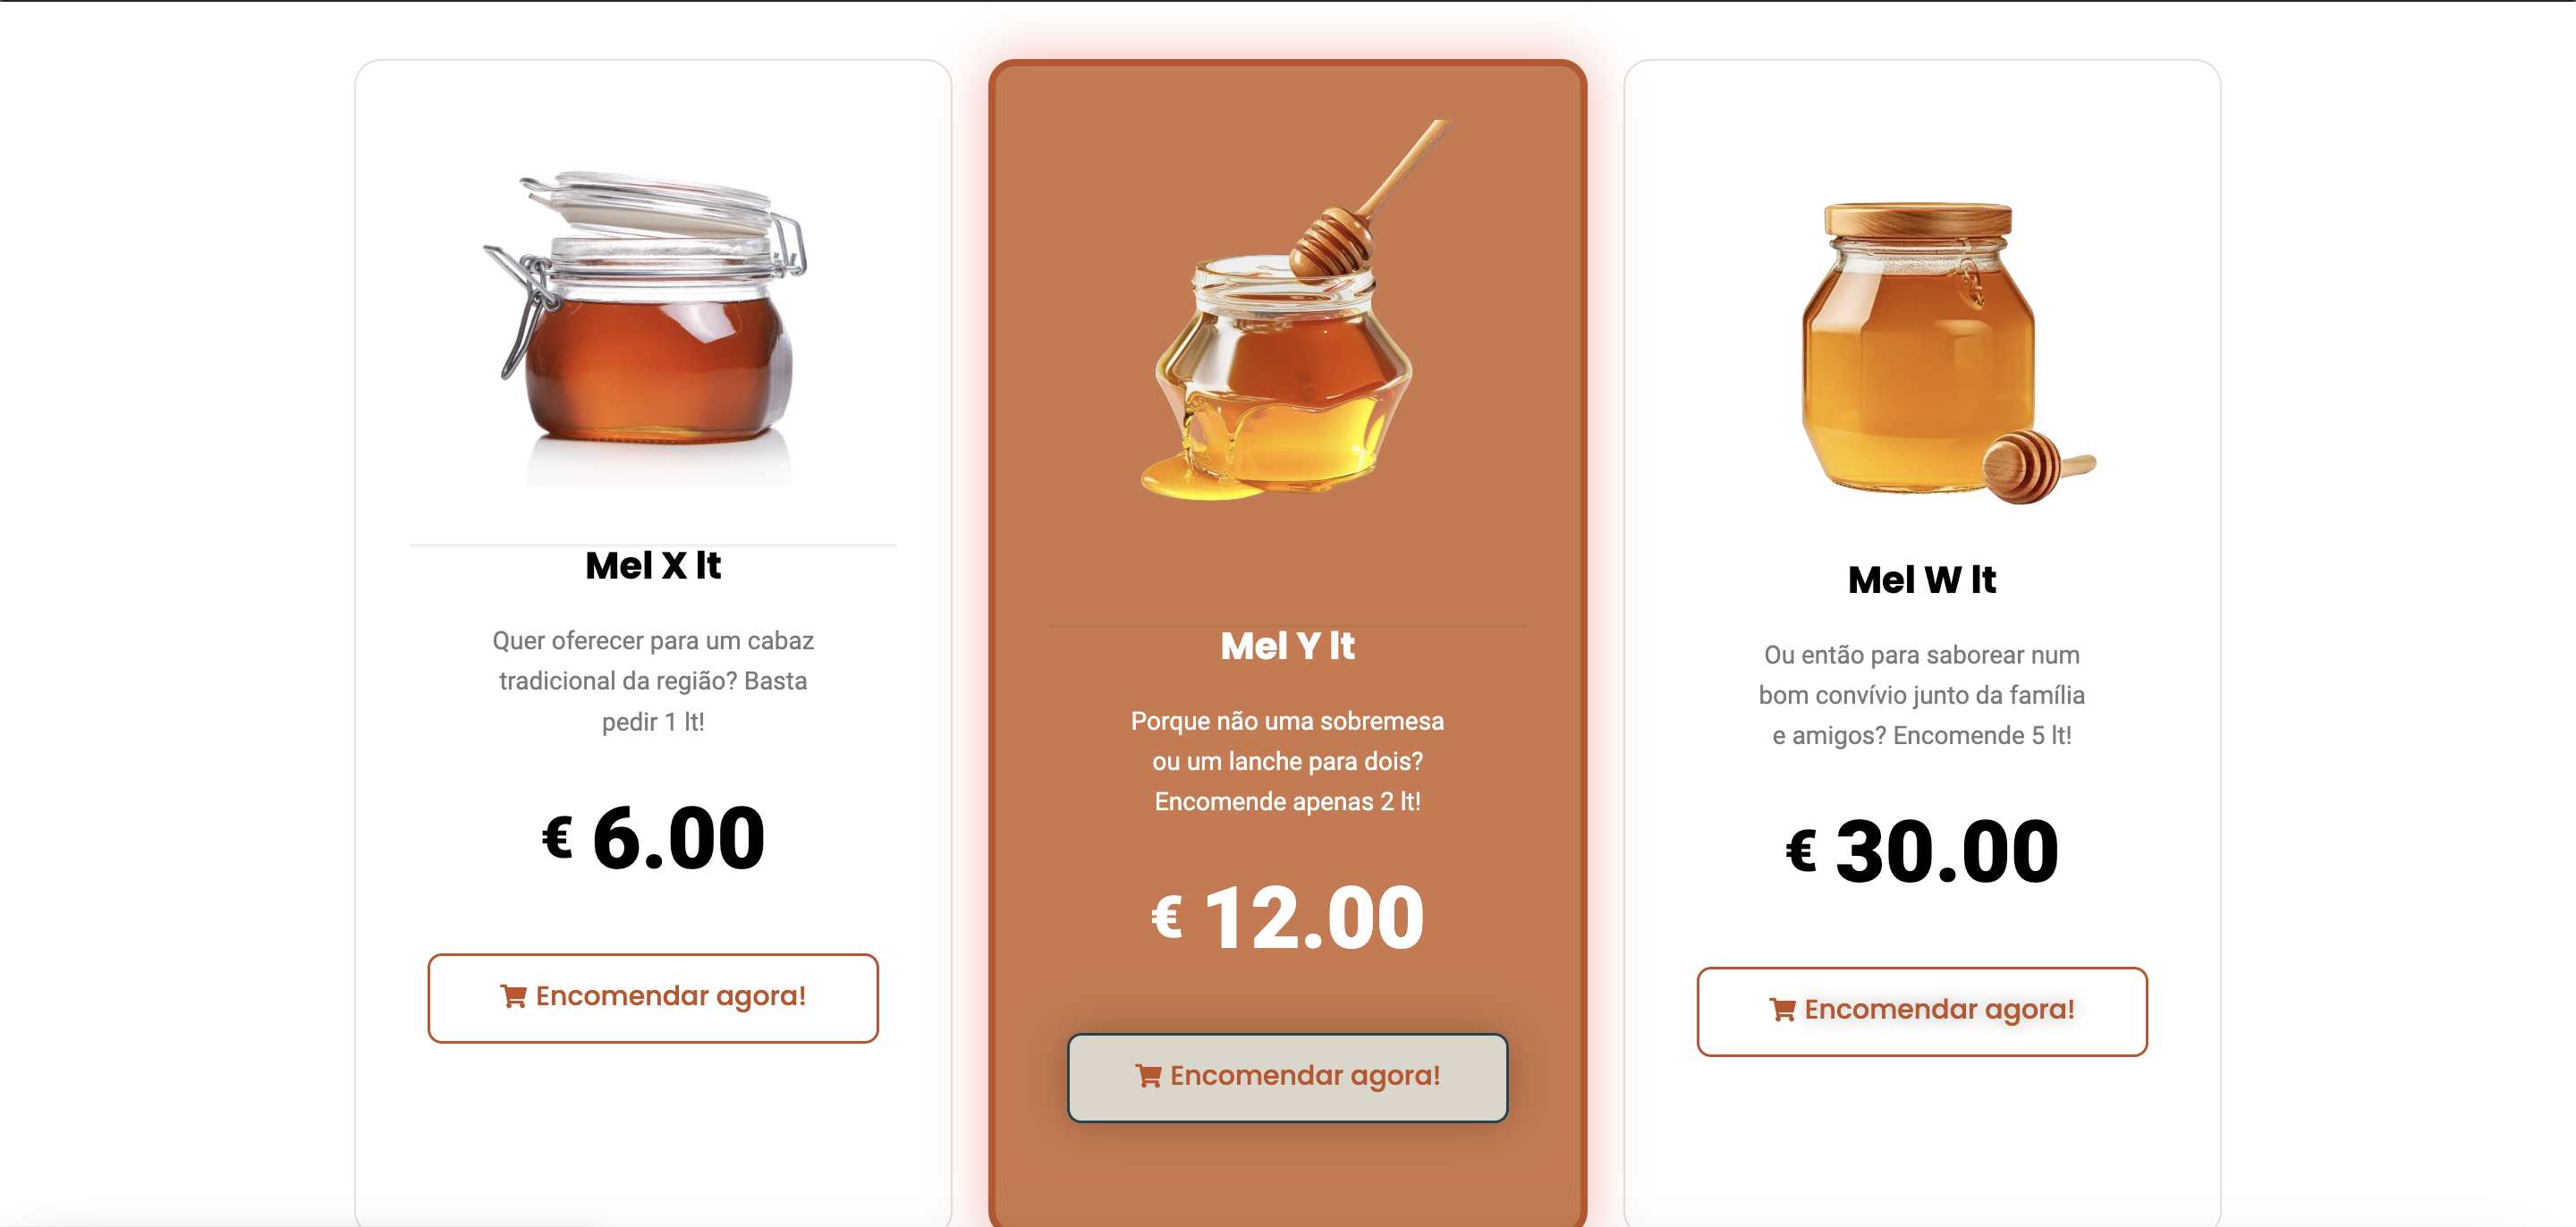 Mel X lt
Quer oferecer para um cabaz
tradicional da região? Basta
pedir 1 lt!
€ 6.00
Encomendar agora!
Mel Y lt
Porque não uma sobremesa
ou um lanche para dois?
Encomende apenas 2 lt!
€ 12.00
Encomendar agora!
Mel W lt
Ou então para saborear num
bom convívio junto da família
e amigos? Encomende 5 lt!
€ 30.00
Encomendar agora!